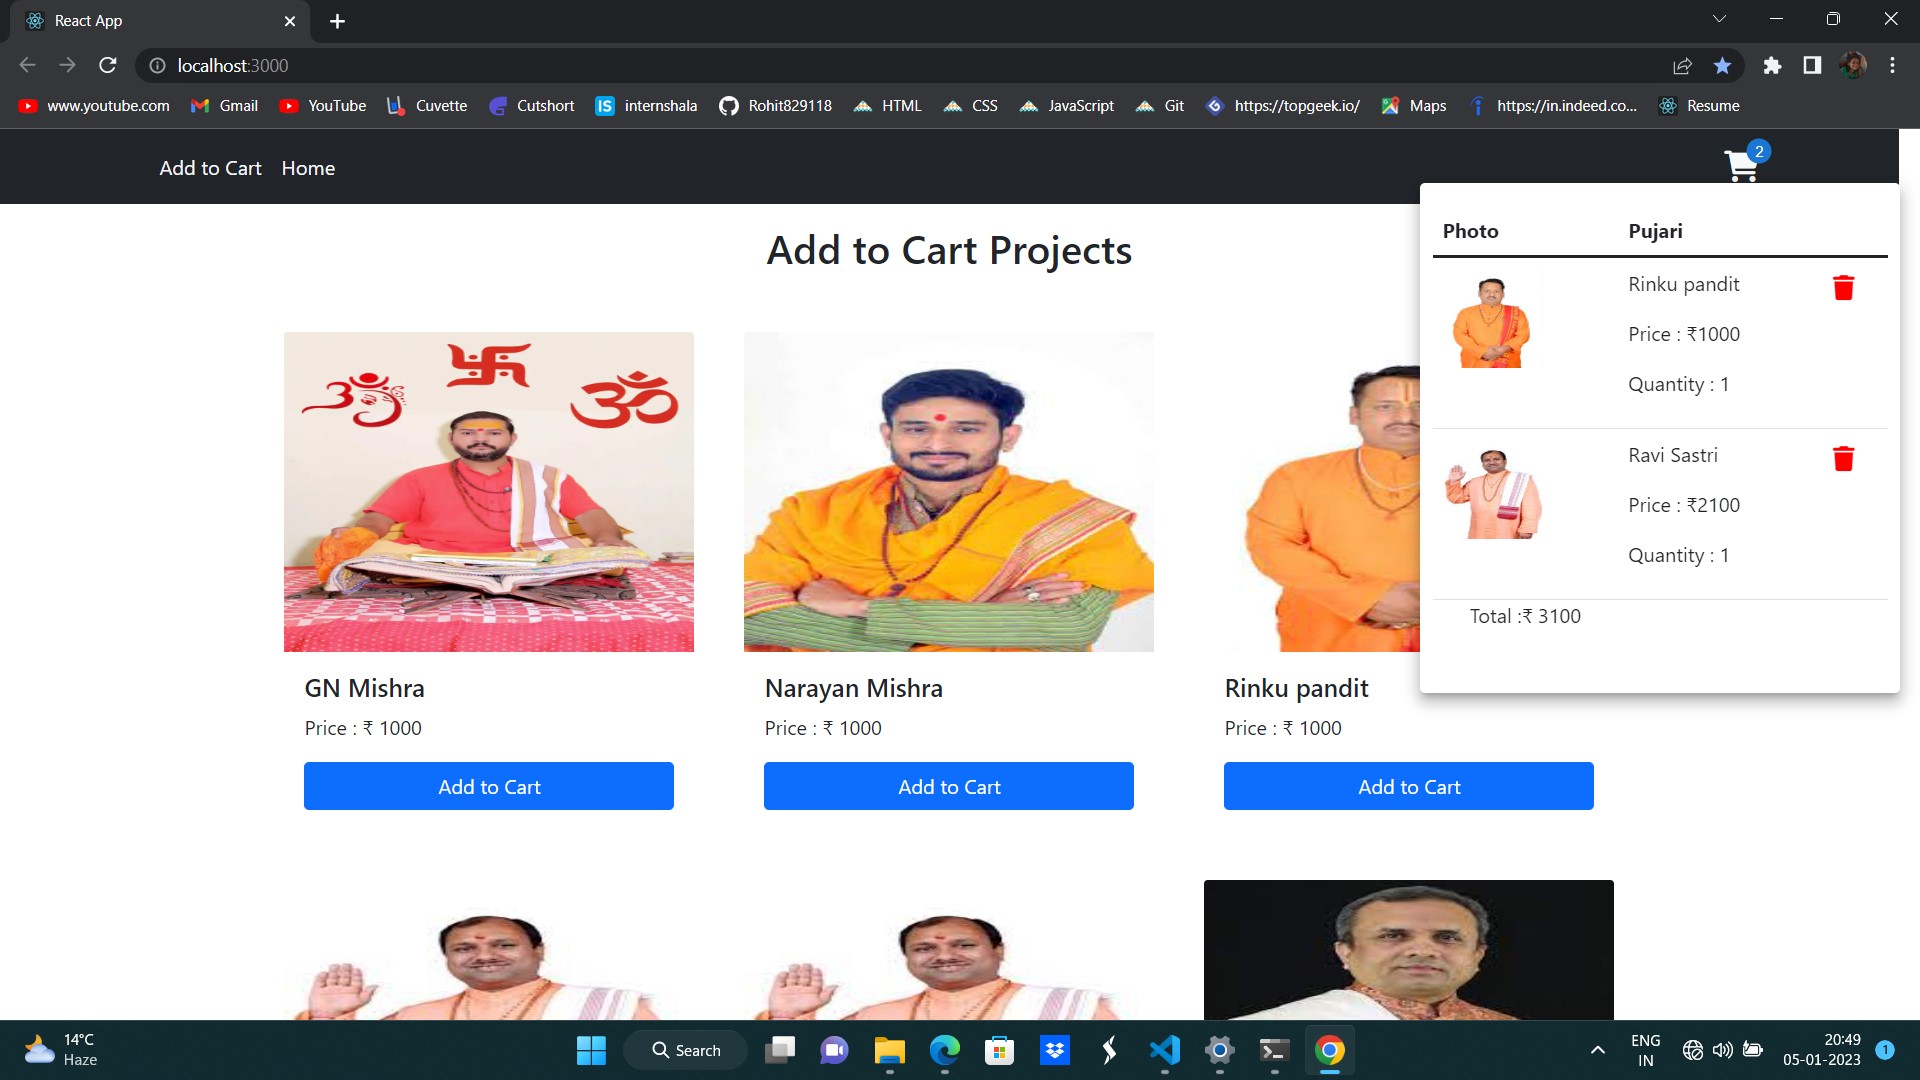 React App
localhost:3000
www.youtube.com Gmail YouTube Cuvette Cutshort IS internshala Rohit829118 HTML CSS JavaScript Git https://topgeek.io/ Maps https://in.indeed.co... Resume
Add to Cart Home 2
Add to Cart Projects
Photo Pujari
Rinku pandit
Price : ₹1000
Quantity : 1
Ravi Sastri
Price : ₹2100
Quantity : 1
Total :₹ 3100
ॐ
GN Mishra Narayan Mishra Rinku pandit
Price : ₹ 1000 Price : ₹ 1000 Price : ₹ 1000
Add to Cart Add to Cart Add to Cart
14°C
Haze
Search
ENG
IN
20:49
05-01-2023
1